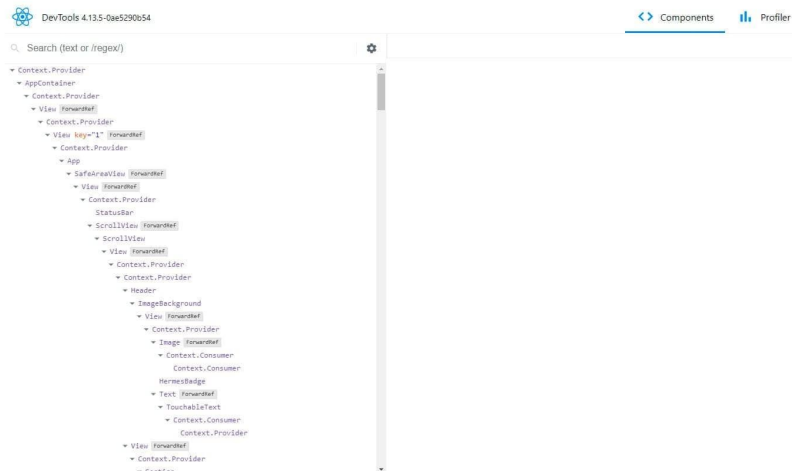 DevTools 4.13.5-0ae5290b54
Components
Profiler
Search (text or /regex/)
Context.Provider
AppContainer
Context.Provider
View ForwardRef
Context.Provider
View key="1" ForwardRef
Context.Provider
App
SafeAreaView ForwardRef
View ForwardRef
Context.Provider
StatusBar
ScrollView ForwardRef
ScrollView
View ForwardRef
Context.Provider
Context.Provider
Header
ImageBackground
View ForwardRef
Context.Provider
Image ForwardRef
Context.Consumer
Context.Consumer
HermesBadge
Text ForwardRef
TouchableText
Context.Consumer
Context.Provider
View ForwardRef
Context.Provider